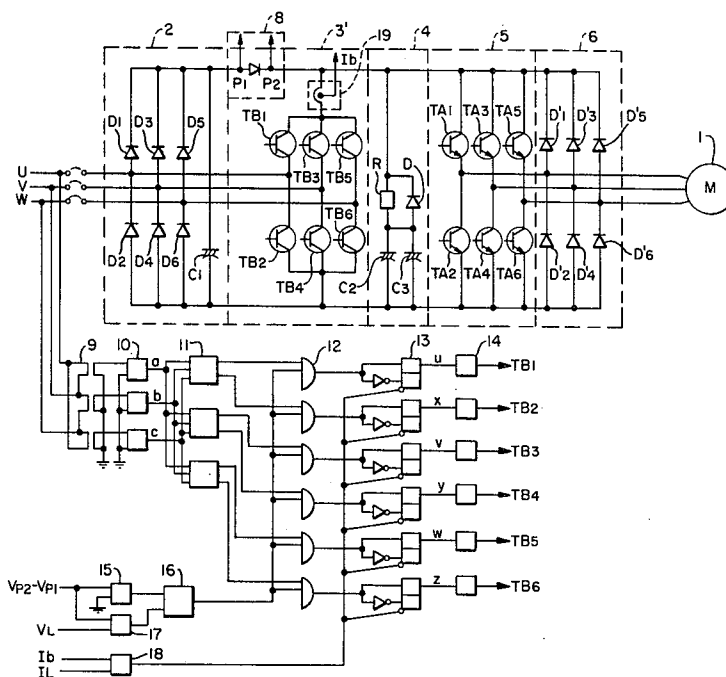 2 8 3' 19 4 5 6
Ib
P1 P2
D1 D3 D5
TB1 TB3 TB5
TA1 TA3 TA5
D'1 D'3 D'5
U
V
W
R D
M 1
D2 D4 D6 C1
TB2 TB4 TB6
C2 C3
TA2 TA4 TA6
D'2 D'4 D'6
9 10 11 12 13 14
a u TB1
b x TB2
c v TB3
y TB4
w TB5
z TB6
VP2-VP1 15 16
VL 17
Ib 18
IL